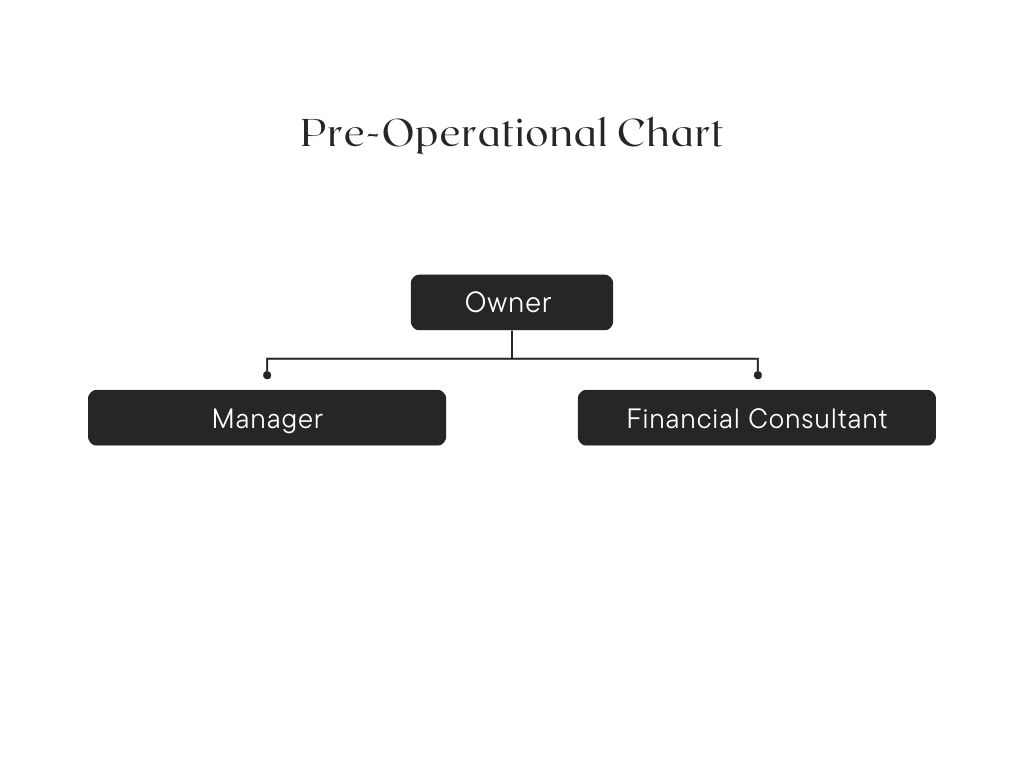 Pre-Operational Chart
Owner
Manager
Financial Consultant